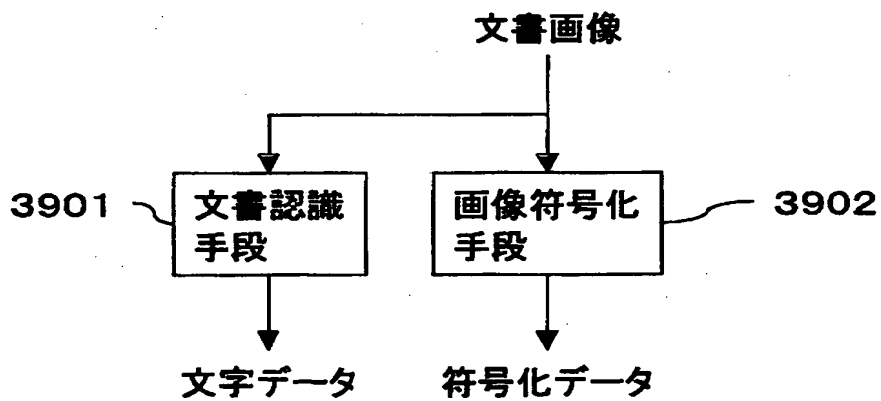 文書画像
3901
文書認識
手段
画像符号化
手段
3902
文字データ
符号化データ